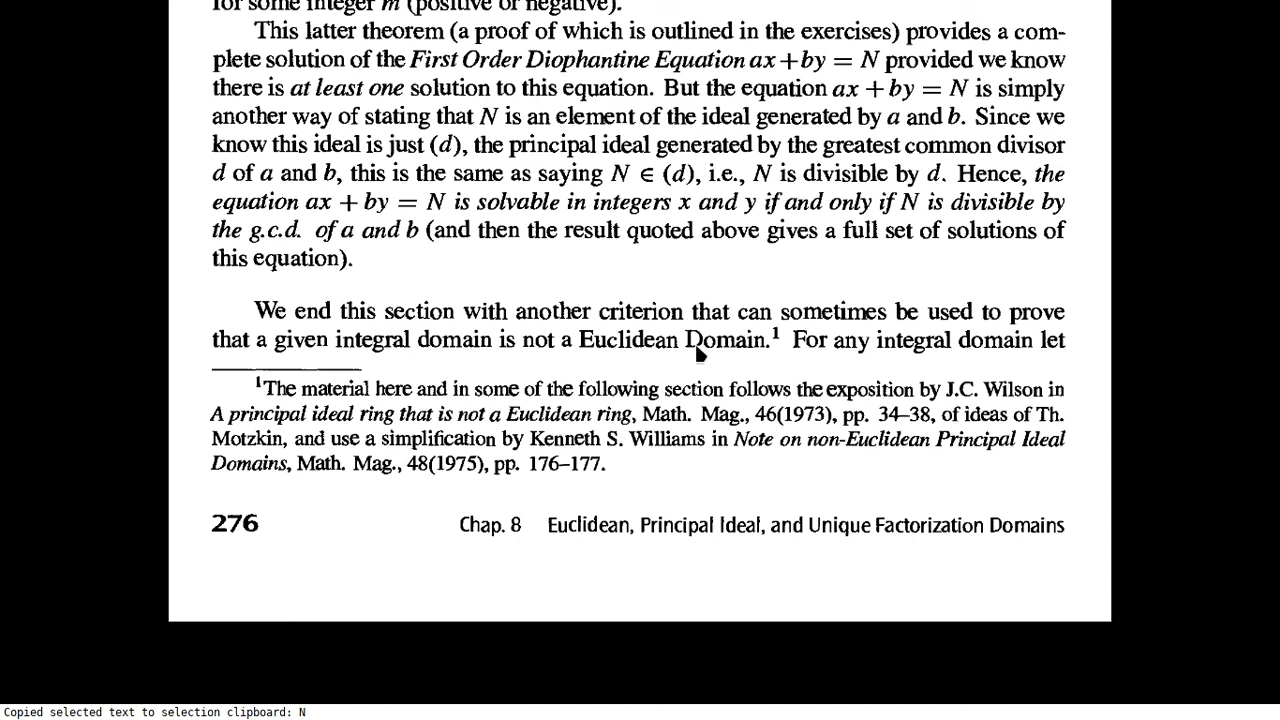 for some integer m (positive or negative).
This latter theorem (a proof of which is outlined in the exercises) provides a com-
plete solution of the First Order Diophantine Equation ax + by = N provided we know
there is at least one solution to this equation. But the equation ax + by = N is simply
another way of stating that N is an element of the ideal generated by a and b. Since we
know this ideal is just (d), the principal ideal generated by the greatest common divisor
d of a and b, this is the same as saying N ∈ (d), i.e., N is divisible by d. Hence, the
equation ax + by = N is solvable in integers x and y if and only if N is divisible by
the g.c.d. of a and b (and then the result quoted above gives a full set of solutions of
this equation).
We end this section with another criterion that can sometimes be used to prove
that a given integral domain is not a Euclidean Domain.¹ For any integral domain let
¹The material here and in some of the following section follows the exposition by J.C. Wilson in
A principal ideal ring that is not a Euclidean ring, Math. Mag., 46(1973), pp. 34–38, of ideas of Th.
Motzkin, and use a simplification by Kenneth S. Williams in Note on non-Euclidean Principal Ideal
Domains, Math. Mag., 48(1975), pp. 176–177.
276 Chap. 8 Euclidean, Principal Ideal, and Unique Factorization Domains
Copied selected text to selection clipboard: N